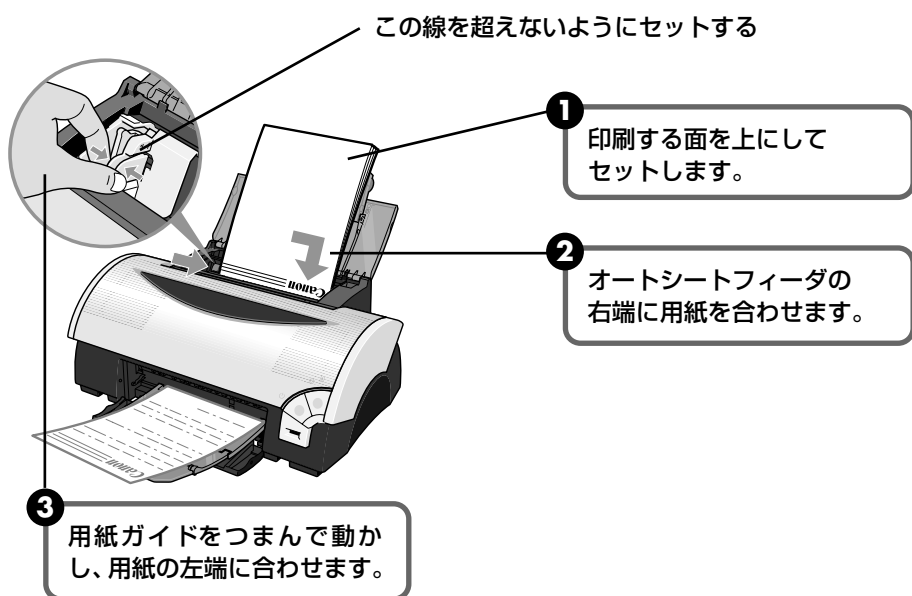 この線を超えないようにセットする
1
印刷する面を上にして
セットします。
2
オートシートフィーダの
右端に用紙を合わせます。
Canon
Canon
3
用紙ガイドをつまんで動か
し、用紙の左端に合わせます。